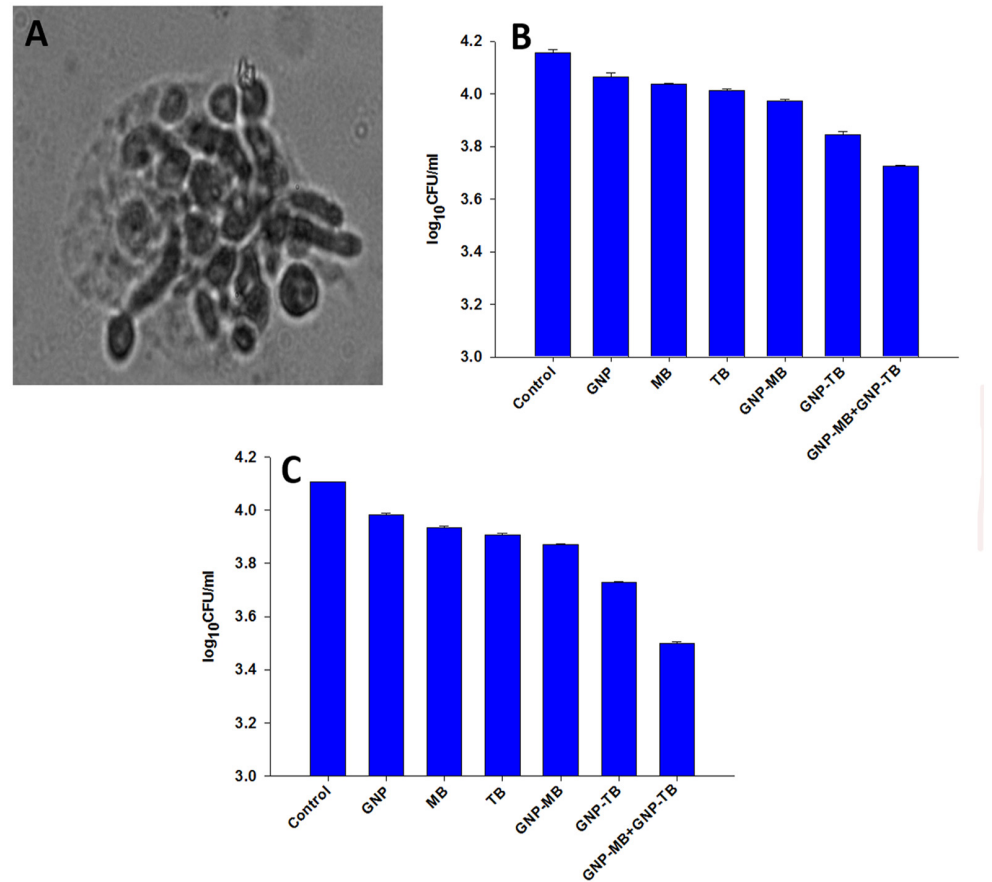 A
B
4.2
4.0
3.8
3.6
3.4
3.2
3.0
log10CFU/ml
Control
GNP
MB
TB
GNP-MB
GNP-TB
GNP-MB+GNP-TB
C
4.2
4.0
3.8
3.6
3.4
3.2
3.0
log10CFU/ml
Control
GNP
MB
TB
GNP-MB
GNP-TB
GNP-MB+GNP-TB